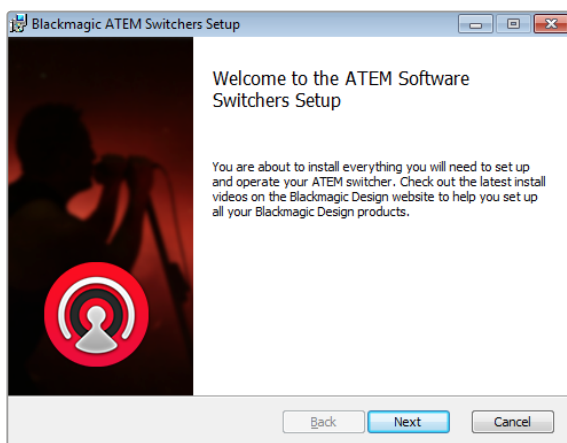 Blackmagic ATEM Switchers Setup
Welcome to the ATEM Software
Switchers Setup
You are about to install everything you will need to set up
and operate your ATEM switcher. Check out the latest install
videos on the Blackmagic Design website to help you set up
all your Blackmagic Design products.
Back Next Cancel